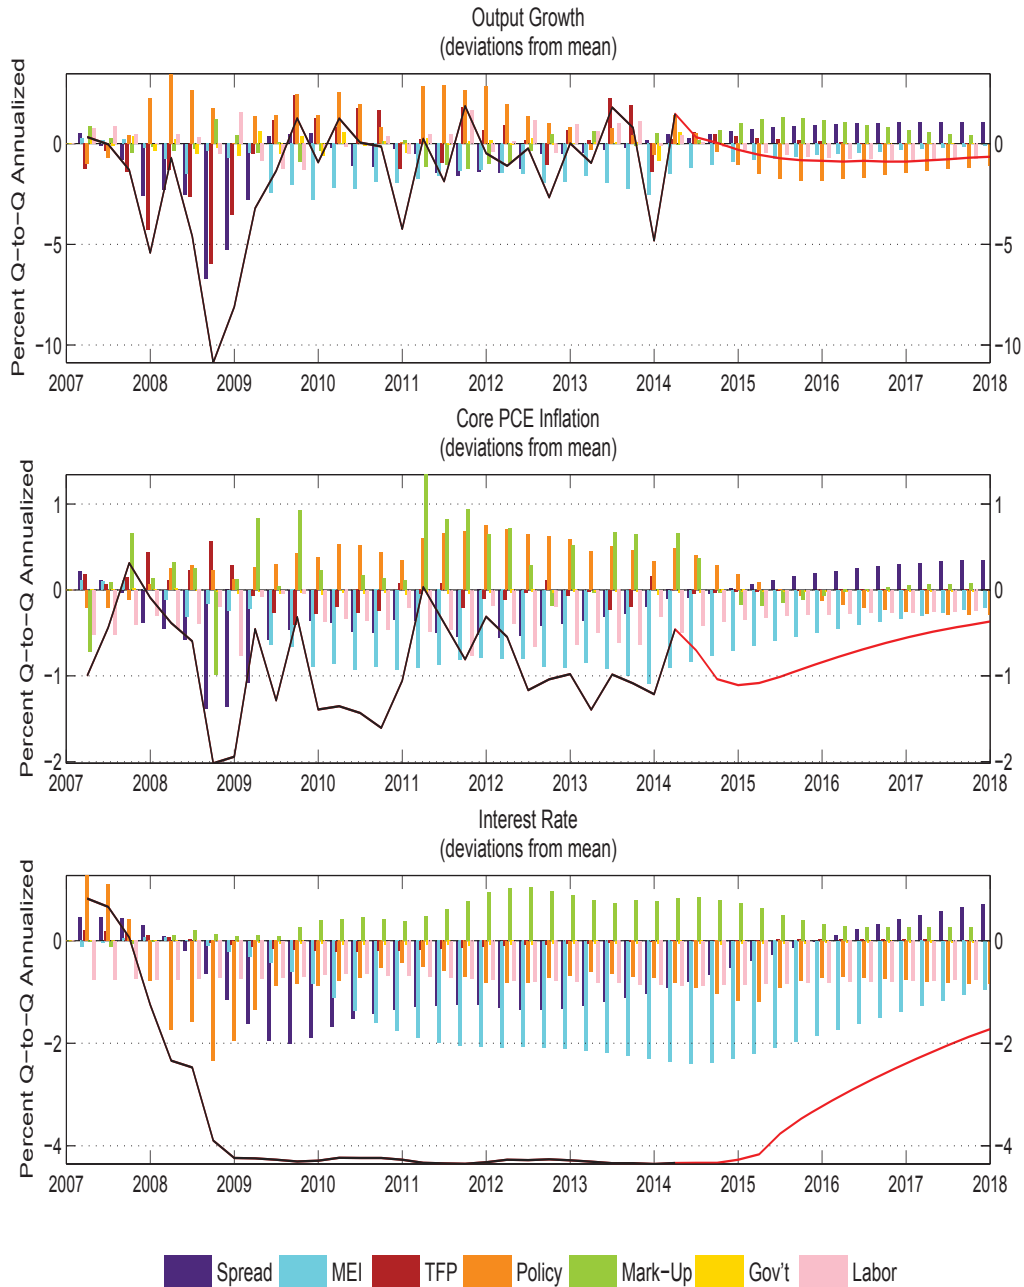 Output Growth
(deviations from mean)
Percent Q-to-Q Annualized
0
−5
−10
0
−5
−10
2007 2008 2009 2010 2011 2012 2013 2014 2015 2016 2017 2018
Core PCE Inflation
(deviations from mean)
Percent Q-to-Q Annualized
1
0
−1
−2
1
0
−1
−2
2007 2008 2009 2010 2011 2012 2013 2014 2015 2016 2017 2018
Interest Rate
(deviations from mean)
Percent Q-to-Q Annualized
0
−2
−4
0
−2
−4
2007 2008 2009 2010 2011 2012 2013 2014 2015 2016 2017 2018
Spread MEI TFP Policy Mark−Up Gov't Labor